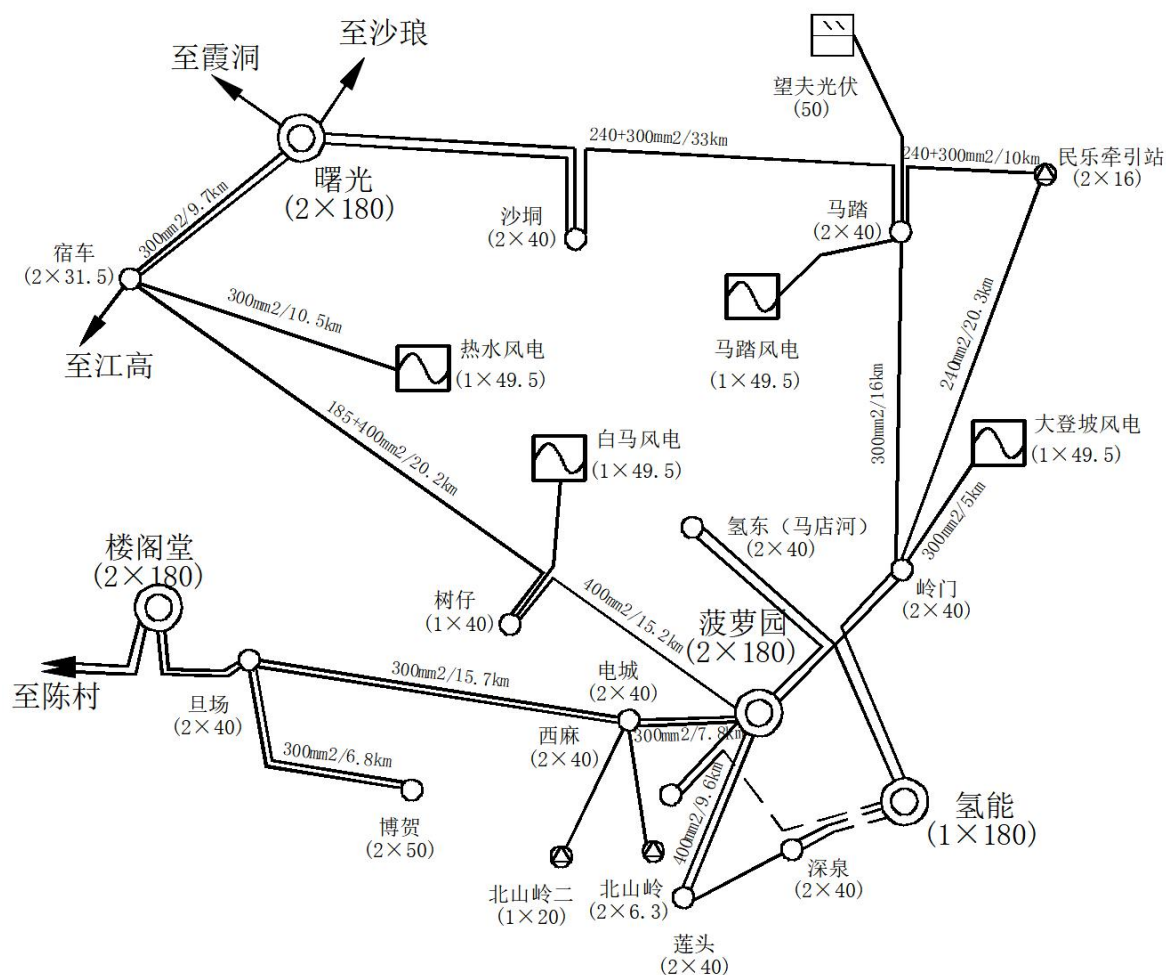 至沙琅
至霞洞
曙光
(2×180)
望夫光伏
(50)
240+300mm2/33km
240+300mm2/10km
民乐牵引站
(2×16)
300mm2/9.7km
沙垌
(2×40)
马踏
(2×40)
宿车
(2×31.5)
至江高
300mm2/10.5km
热水风电
(1×49.5)
马踏风电
(1×49.5)
300mm2/16km
240mm2/20.3km
185+400mm2/20.2km
白马风电
(1×49.5)
大登坡风电
(1×49.5)
300mm2/5km
氢东（马店河）
(2×40)
岭门
(2×40)
楼阁堂
(2×180)
树仔
(1×40)
400mm2/15.2km
菠萝园
(2×180)
至陈村
旦场
(2×40)
300mm2/15.7km
电城
(2×40)
300mm2/7.8km
西麻
(2×40)
300mm2/6.8km
博贺
(2×50)
400mm2/9.6km
氢能
(1×180)
北山岭二
(1×20)
北山岭
(2×6.3)
深泉
(2×40)
莲头
(2×40)